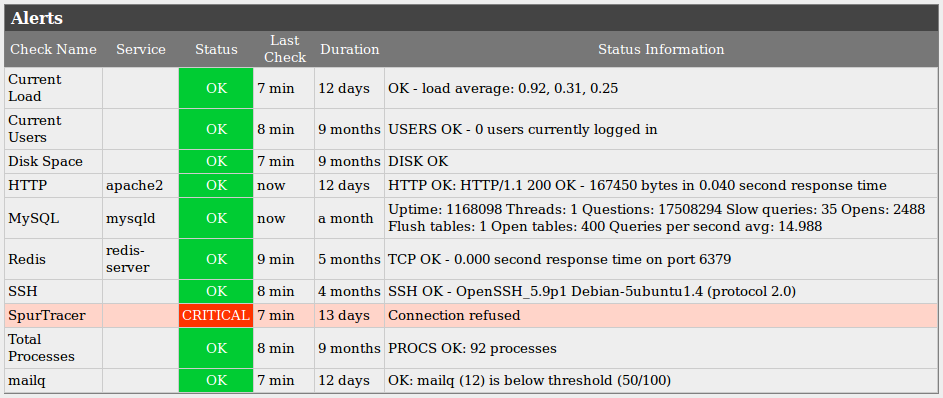 Alerts
Check Name Service Status Last Check Duration Status Information
Current Load OK 7 min 12 days OK - load average: 0.92, 0.31, 0.25
Current Users OK 8 min 9 months USERS OK - 0 users currently logged in
Disk Space OK 7 min 9 months DISK OK
HTTP apache2 OK now 12 days HTTP OK: HTTP/1.1 200 OK - 167450 bytes in 0.040 second response time
MySQL mysqld OK now a month Uptime: 1168098 Threads: 1 Questions: 17508294 Slow queries: 35 Opens: 2488
Flush tables: 1 Open tables: 400 Queries per second avg: 14.988
Redis redis-server OK 9 min 5 months TCP OK - 0.000 second response time on port 6379
SSH OK 8 min 4 months SSH OK - OpenSSH_5.9p1 Debian-5ubuntu1.4 (protocol 2.0)
SpurTracer CRITICAL 7 min 13 days Connection refused
Total Processes OK 8 min 9 months PROCS OK: 92 processes
mailq OK 7 min 12 days OK: mailq (12) is below threshold (50/100)